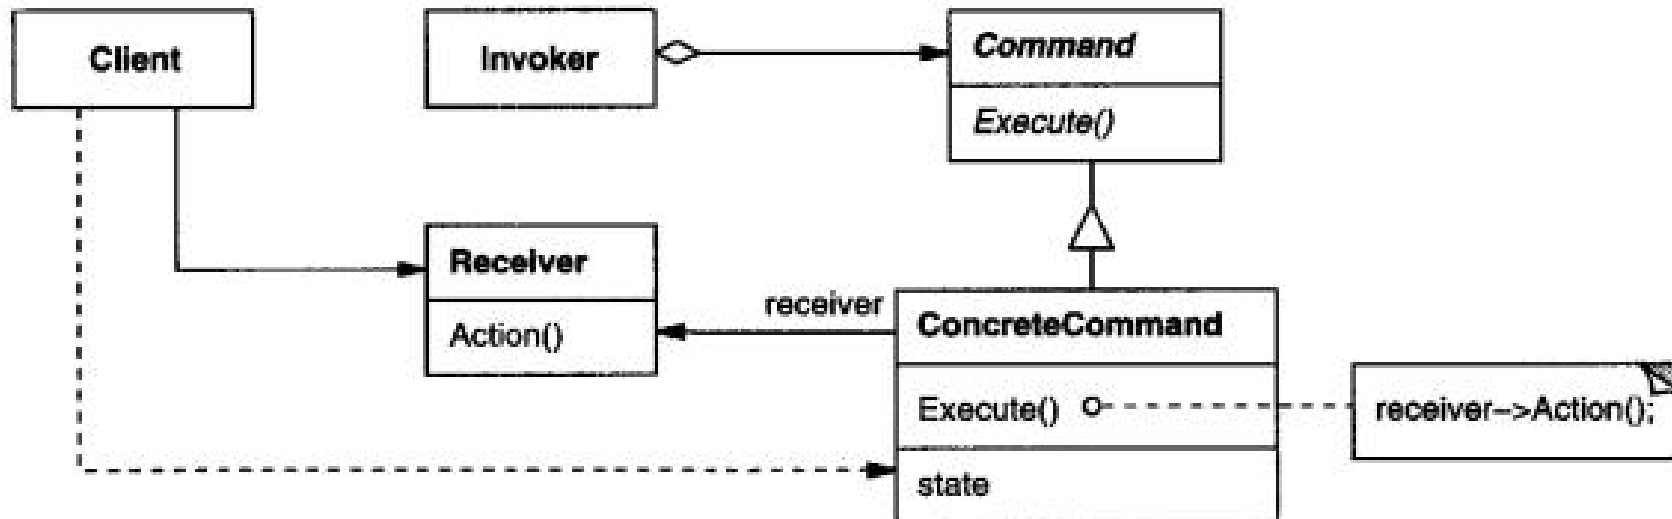 Client
Invoker
Command
Execute()
Receiver
Action()
receiver
ConcreteCommand
Execute()
receiver->Action();
state